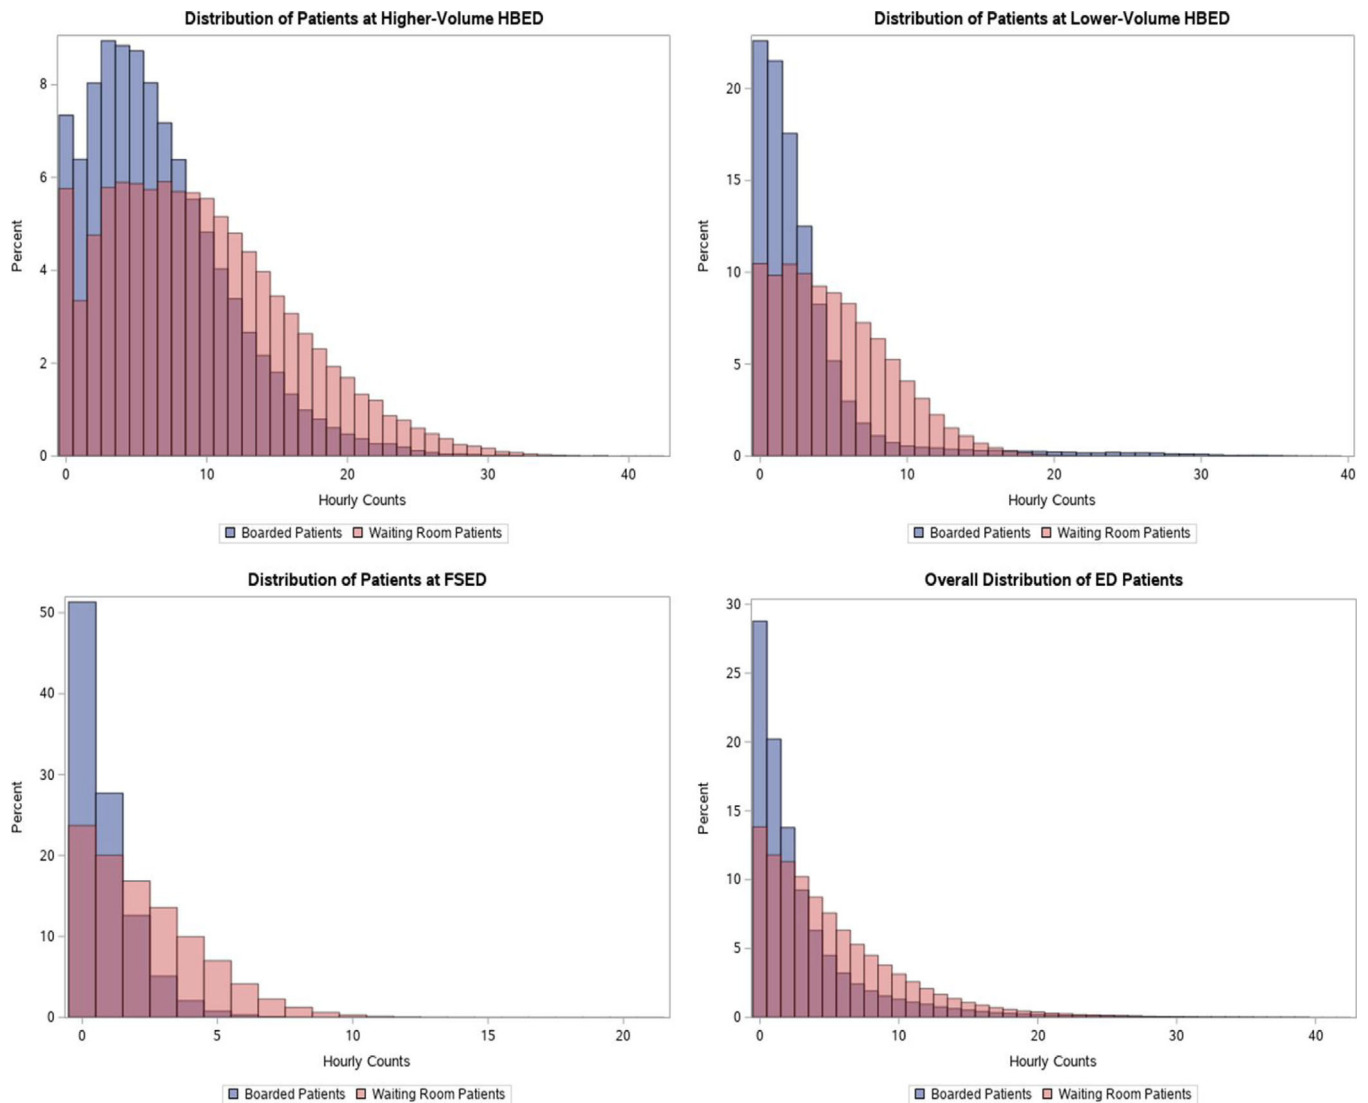 Distribution of Patients at Higher-Volume HBED
8
6
4
2
0
Percent
0 10 20 30 40
Hourly Counts
Boarded Patients Waiting Room Patients
Distribution of Patients at Lower-Volume HBED
20
15
10
5
0
Percent
0 10 20 30 40
Hourly Counts
Boarded Patients Waiting Room Patients
Distribution of Patients at FSED
50
40
30
20
10
0
Percent
0 5 10 15 20
Hourly Counts
Boarded Patients Waiting Room Patients
Overall Distribution of ED Patients
30
25
20
15
10
5
0
Percent
0 10 20 30 40
Hourly Counts
Boarded Patients Waiting Room Patients